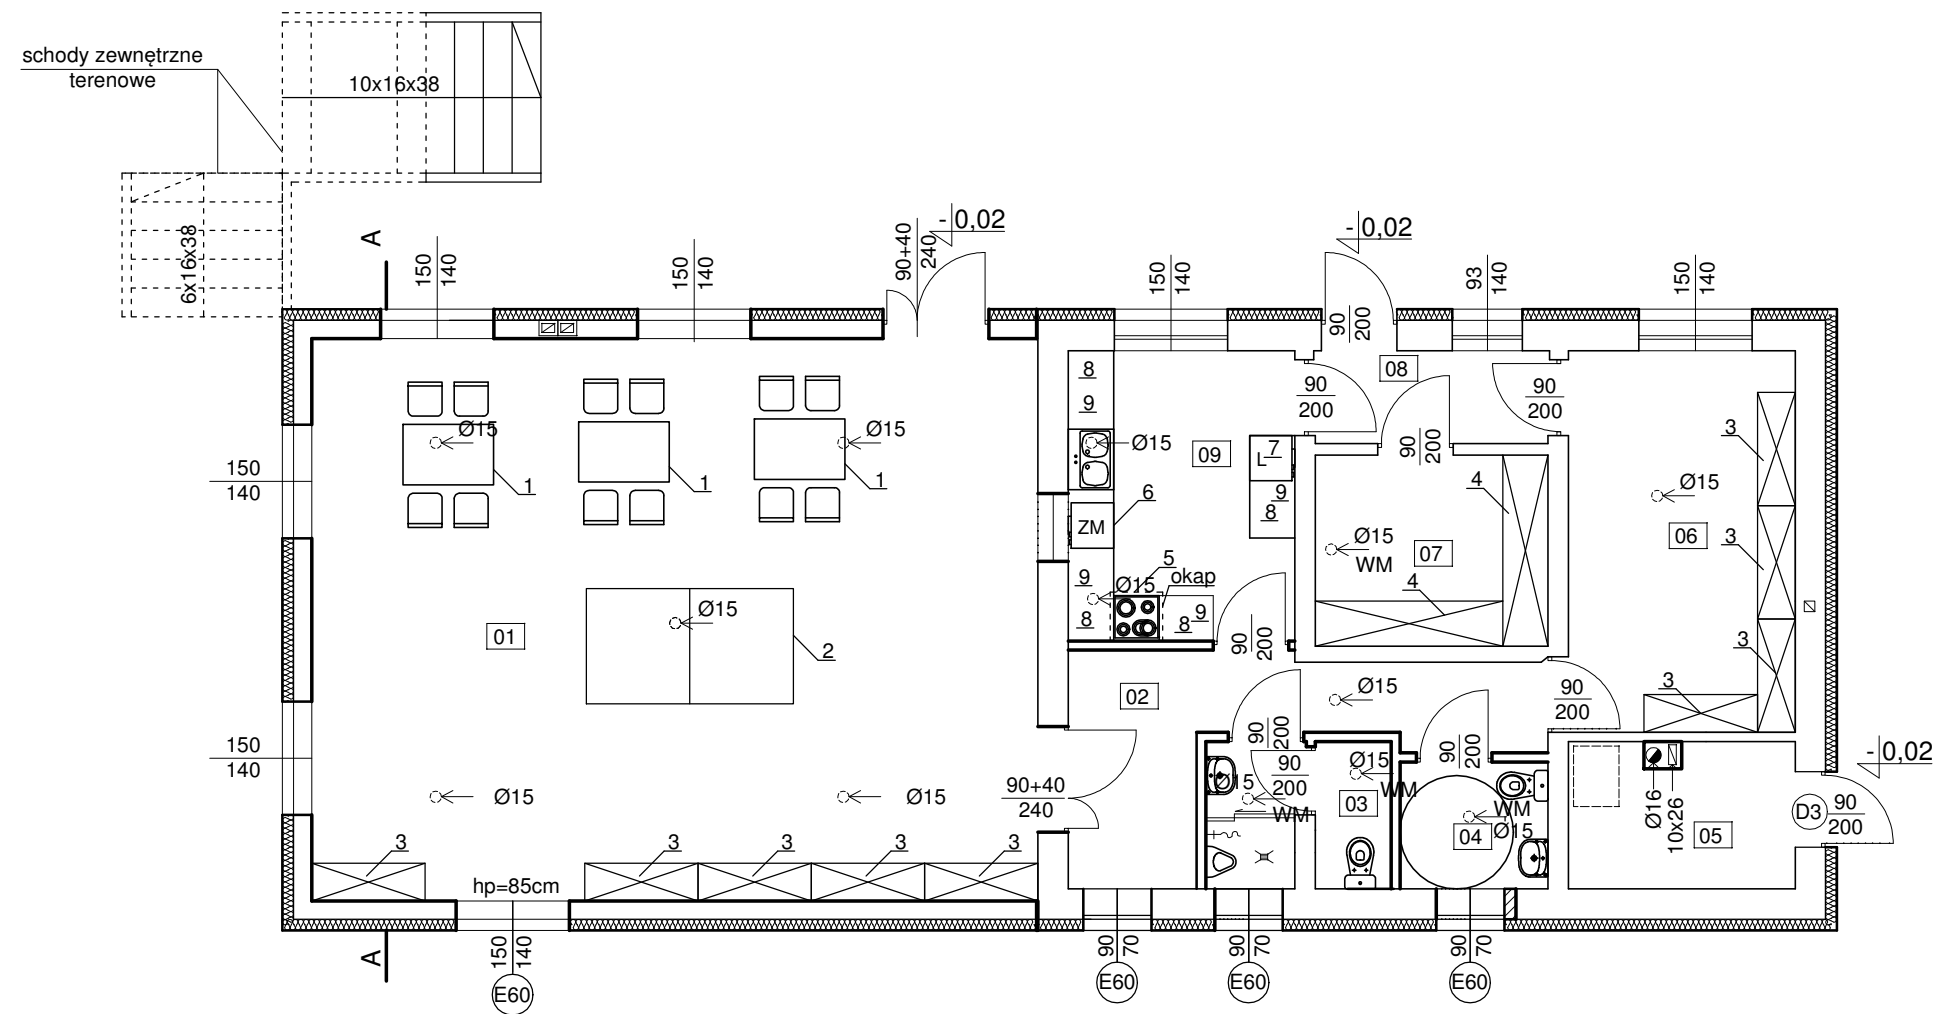 schody zewnętrzne
terenowe
10x16x38
6x16x38
A
150
140
150
140
90+40
240
-0,02
150
140
-0,02
90
200
93
140
150
140
08
8
9
90
200
90
200
90
200
Ø15
1
1
Ø15
1
Ø15
09
L
7
9
8
6
ZM
4
3
Ø15
06
3
150
140
Ø15
WM
07
4
5
okap
Ø15
9
8
9
8
90
200
01
Ø15
2
02
Ø15
90
200
3
3
150
140
90
200
90
200
Ø15
WM
90
200
Ø15
WM
03
WM
Ø15
04
Ø16
10x26
05
D3
90
200
-0,02
Ø15
Ø15
90+40
240
3
3
3
3
3
hp=85cm
A
150
140
E60
90
70
E60
90
70
E60
90
70
E60